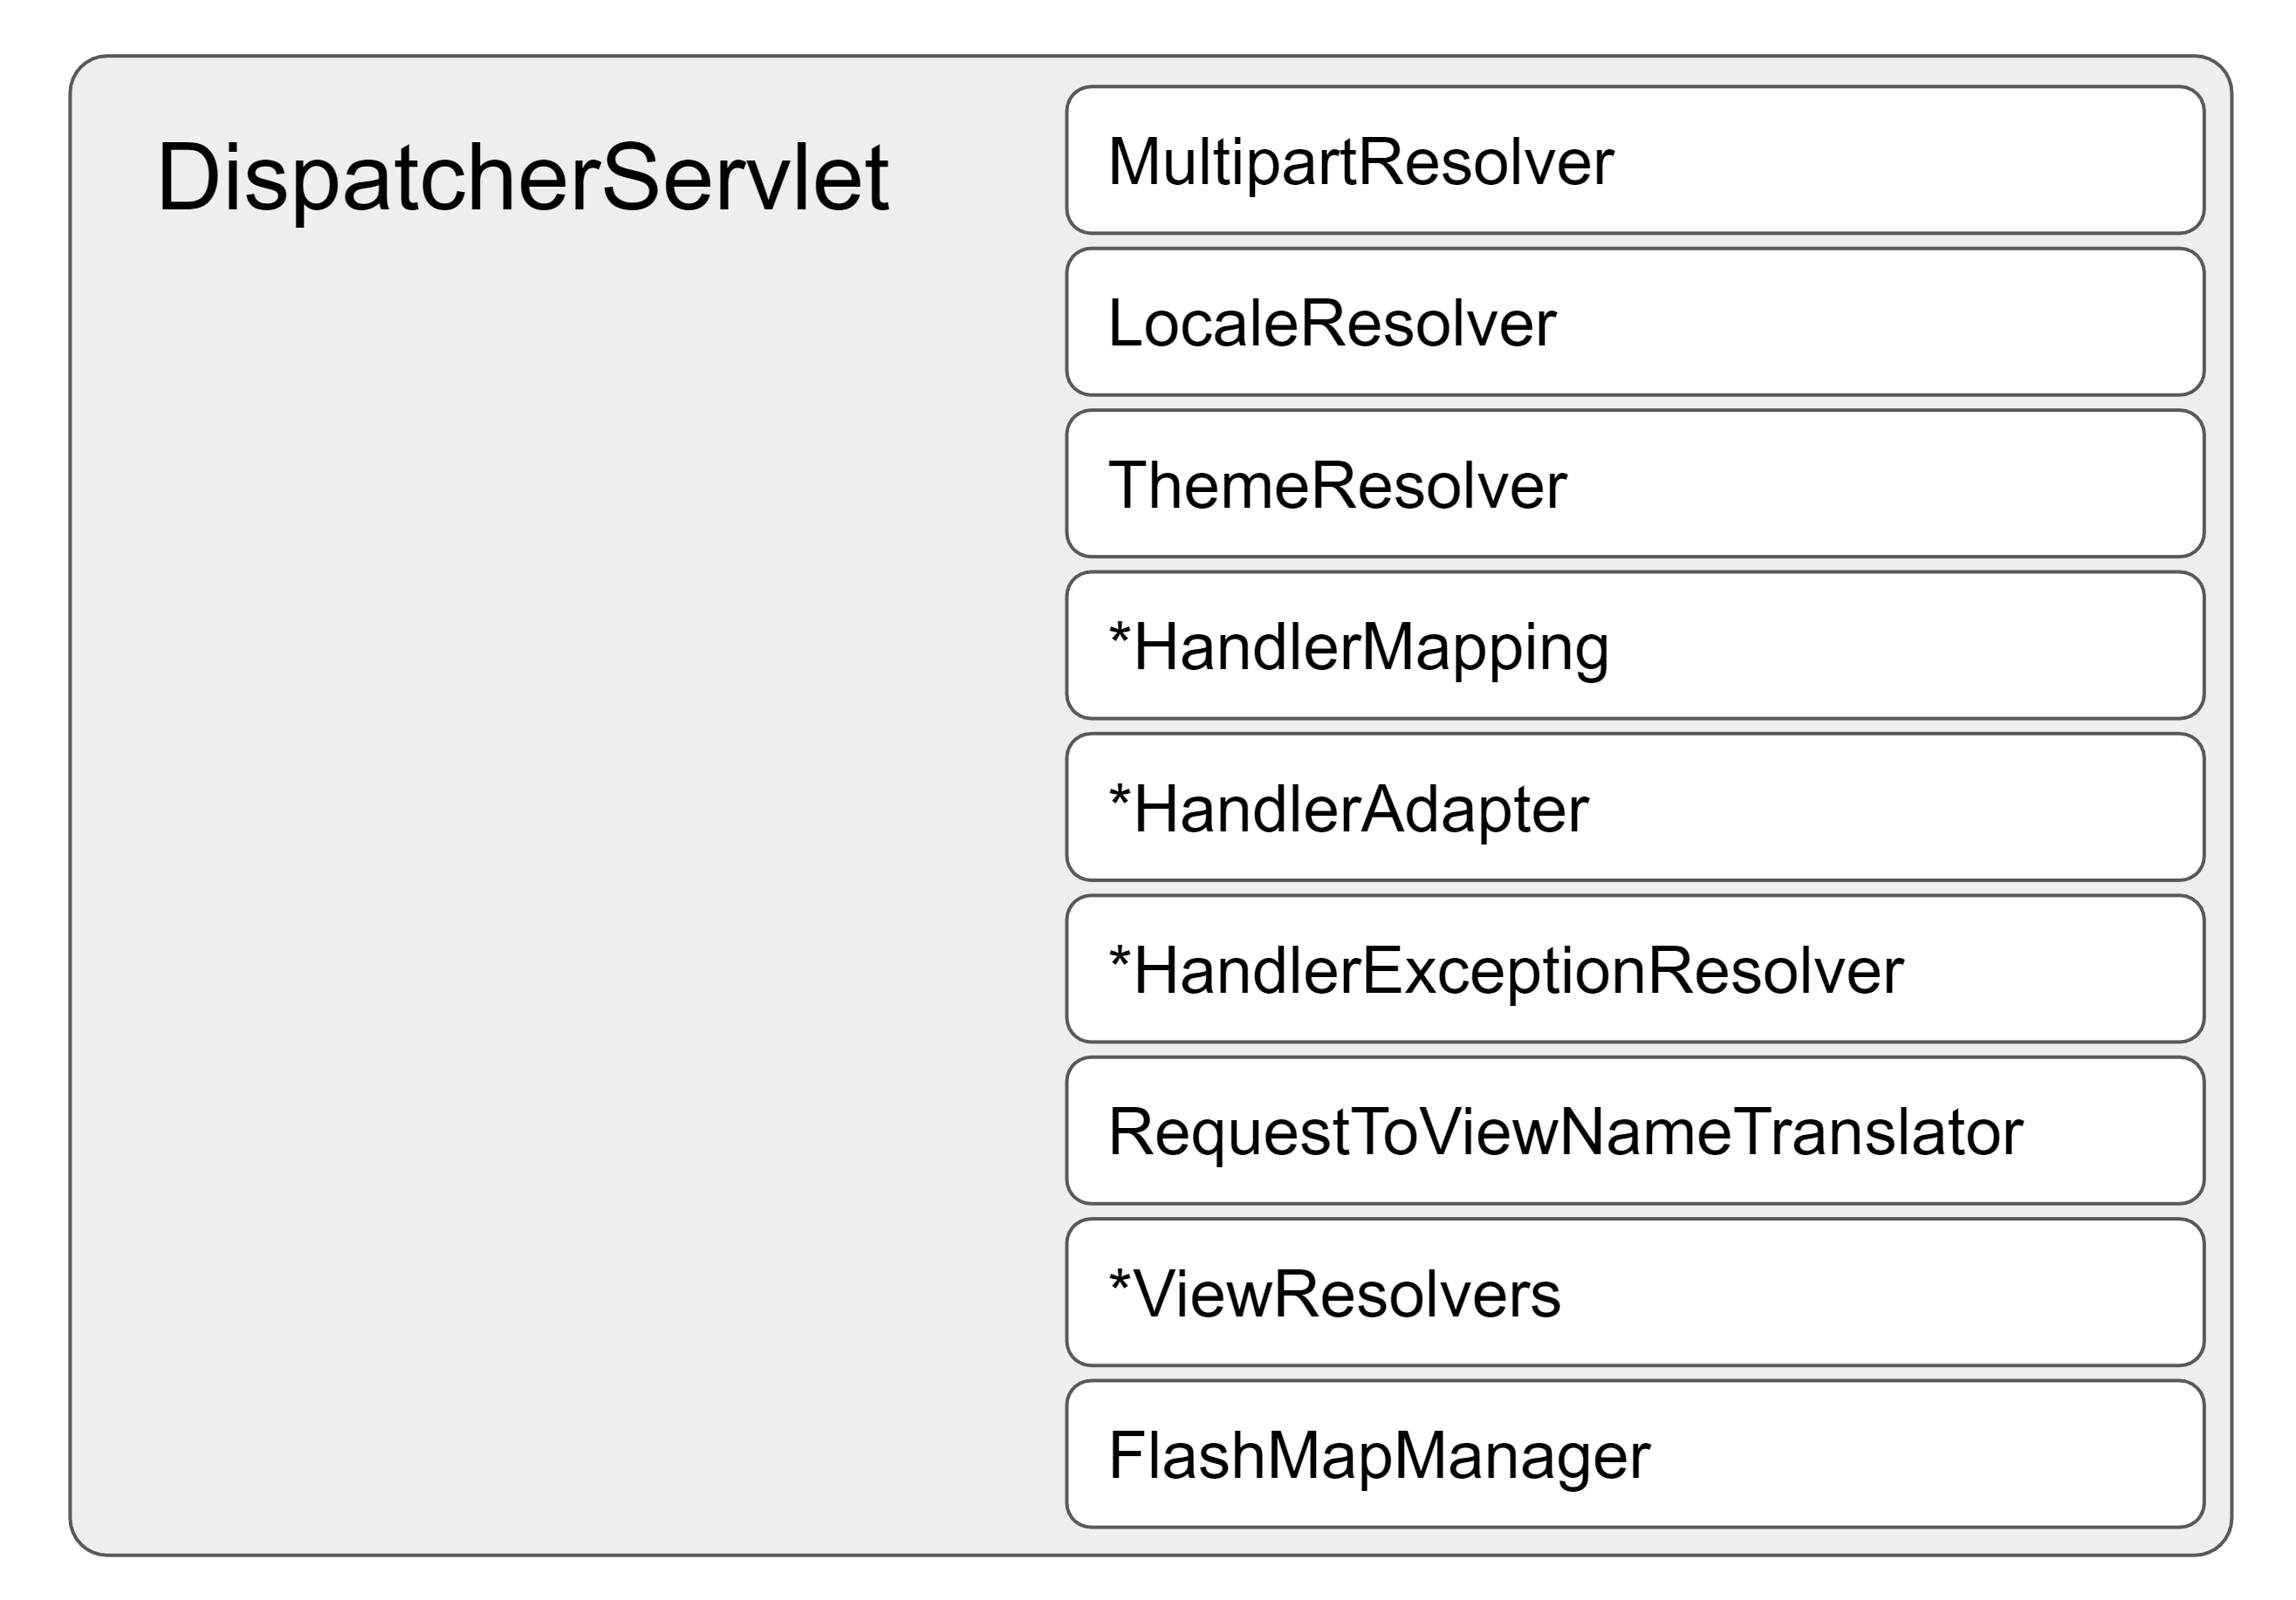 DispatcherServlet
MultipartResolver
LocaleResolver
ThemeResolver
*HandlerMapping
*HandlerAdapter
*HandlerExceptionResolver
RequestToViewNameTranslator
*ViewResolvers
FlashMapManager